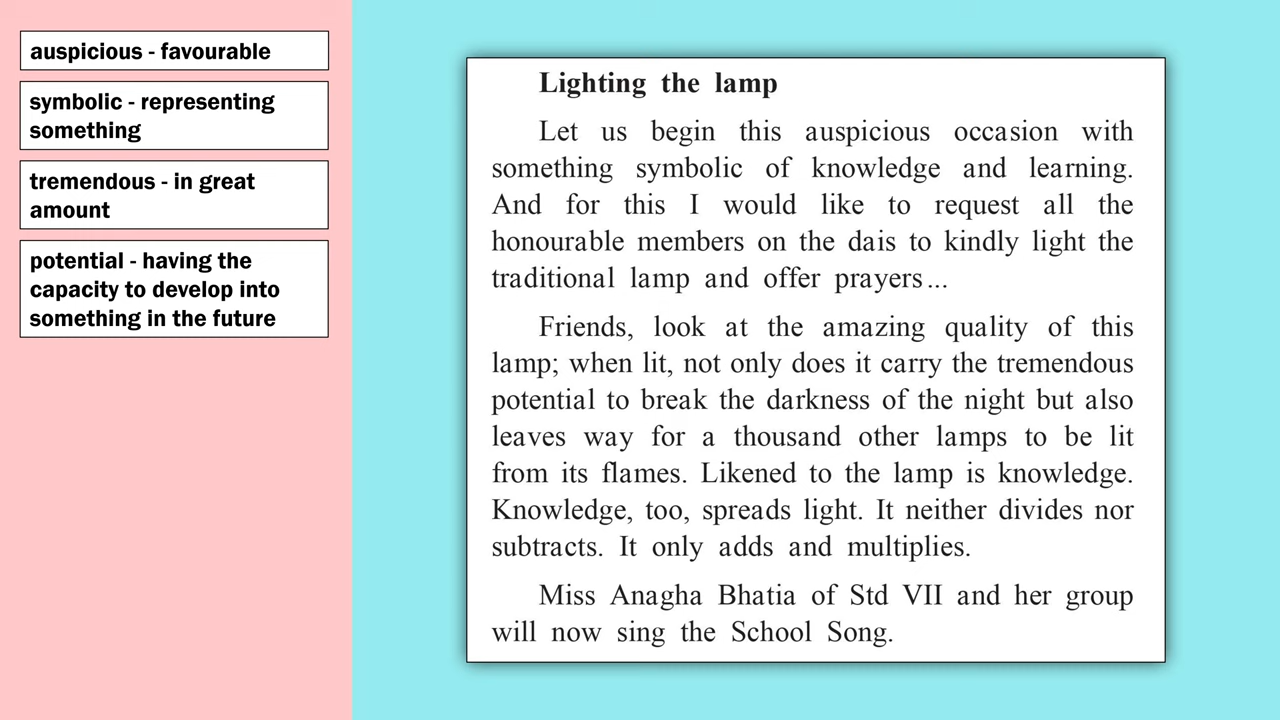 auspicious - favourable
symbolic - representing
something
tremendous - in great
amount
potential - having the
capacity to develop into
something in the future
Lighting the lamp
Let us begin this auspicious occasion with
something symbolic of knowledge and learning.
And for this I would like to request all the
honourable members on the dais to kindly light the
traditional lamp and offer prayers ...
Friends, look at the amazing quality of this
lamp; when lit, not only does it carry the tremendous
potential to break the darkness of the night but also
leaves way for a thousand other lamps to be lit
from its flames. Likened to the lamp is knowledge.
Knowledge, too, spreads light. It neither divides nor
subtracts. It only adds and multiplies.
Miss Anagha Bhatia of Std VII and her group
will now sing the School Song.